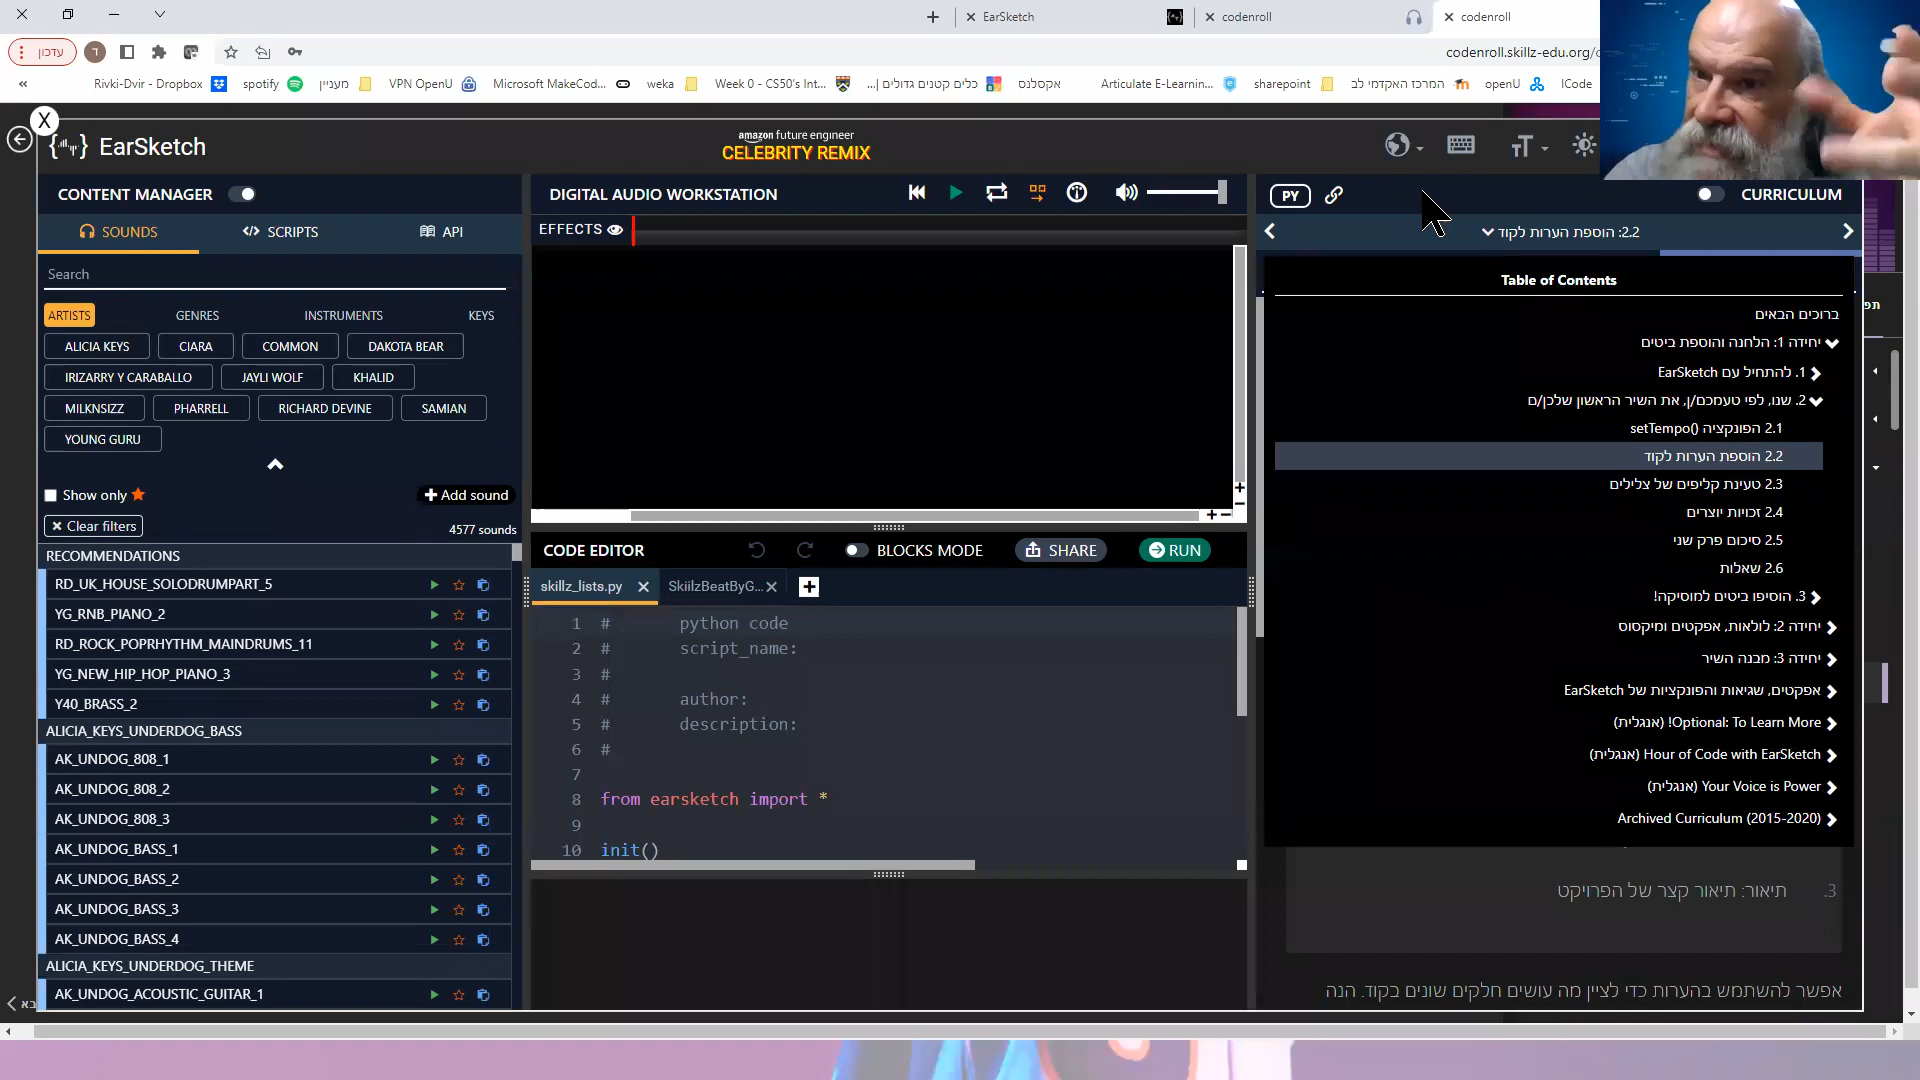 EarSketch
codenroll
codenroll
עדכון
ד
codenroll.skillz-edu.org/
Rivki-Dvir - Dropbox
spotify
מעניין
VPN OpenU
Microsoft MakeCod...
weka
Week 0 - CS50's Int...
כלים קטנים גדולים |...
אקסלנס
Articulate E-Learnin...
sharepoint
המרכז האקדמי לב
openU
ICode
X
EarSketch
amazon future engineer
CELEBRITY REMIX
CONTENT MANAGER
SOUNDS
SCRIPTS
API
Search
ARTISTS
GENRES
INSTRUMENTS
KEYS
ALICIA KEYS
CIARA
COMMON
DAKOTA BEAR
IRIZARRY Y CARABALLO
JAYLI WOLF
KHALID
MILKNSIZZ
PHARRELL
RICHARD DEVINE
SAMIAN
YOUNG GURU
Show only
Add sound
Clear filters
4577 sounds
RECOMMENDATIONS
RD_UK_HOUSE_SOLODRUMPART_5
YG_RNB_PIANO_2
RD_ROCK_POPRHYTHM_MAINDRUMS_11
YG_NEW_HIP_HOP_PIANO_3
Y40_BRASS_2
ALICIA_KEYS_UNDERDOG_BASS
AK_UNDOG_808_1
AK_UNDOG_808_2
AK_UNDOG_808_3
AK_UNDOG_BASS_1
AK_UNDOG_BASS_2
AK_UNDOG_BASS_3
AK_UNDOG_BASS_4
ALICIA_KEYS_UNDERDOG_THEME
AK_UNDOG_ACOUSTIC_GUITAR_1
DIGITAL AUDIO WORKSTATION
EFFECTS
CODE EDITOR
BLOCKS MODE
SHARE
RUN
skillz_lists.py
SkiilzBeatByG...
1 # python code
2 # script_name:
3 #
4 # author:
5 # description:
6 #
7
8 from earsketch import *
9
10 init()
PY
CURRICULUM
2.2: הוספת הערות לקוד
Table of Contents
ברוכים הבאים
יחידה 1: הלחנה והוספת ביטים
1. להתחיל עם EarSketch
2. שנו, לפי טעמכם/ן, את השיר הראשון שלכן/ם
2.1 הפונקציה setTempo()
2.2 הוספת הערות לקוד
2.3 טעינת קליפים של צלילים
2.4 זכויות יוצרים
2.5 סיכום פרק שני
2.6 שאלות
3. הוסיפו ביטים למוסיקה!
יחידה 2: לולאות, אפקטים ומיקסוס
יחידה 3: מבנה השיר
אפקטים, שגיאות והפונקציות של EarSketch
Optional: To Learn More! (אנגלית)
Hour of Code with EarSketch (אנגלית)
Your Voice is Power (אנגלית)
Archived Curriculum (2015-2020)
3. תיאור: תיאור קצר של הפרויקט
אפשר להשתמש בהערות כדי לציין מה עושים חלקים שונים בקוד. הנה
תפ
בא